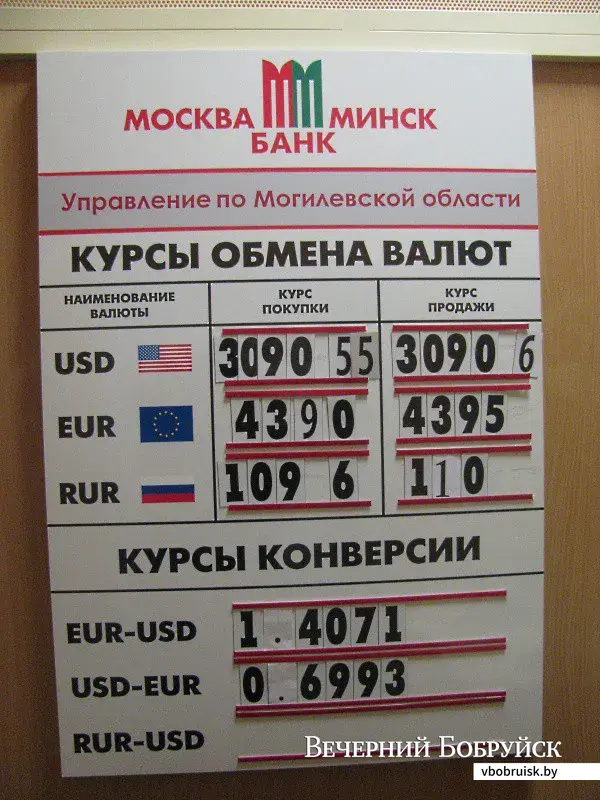 МОСКВА МИНСК
БАНК
Управление по Могилевской области
КУРСЫ ОБМЕНА ВАЛЮТ
НАИМЕНОВАНИЕ
ВАЛЮТЫ
КУРС
ПОКУПКИ
КУРС
ПРОДАЖИ
USD 3090 55 3090 6
EUR 4390 4395
RUR 109 6 110
КУРСЫ КОНВЕРСИИ
EUR-USD 1.4071
USD-EUR 0.6993
RUR-USD
ВЕЧЕРНИЙ БОБРУЙСК
vbobruisk.by